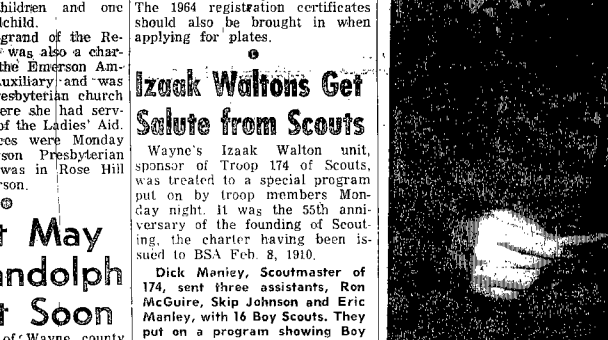 children and one
lchild.
grand of the Re-
was also a char-
the Emerson Am-
uxiliary and was
resbyterian church
ere she had serv-
of the Ladies' Aid.
ces were Monday
son Presbyterian
was in Rose Hill
rson.
t May
andolph
t Soon
of Wayne county
The 1964 registration certificates
should also be brought in when
applying for plates.
Izaak Waltons Get
Salute from Scouts
Wayne's Izaak Walton unit,
sponsor of Troop 174 of Scouts,
was treated to a special program
put on by troop members Mon-
day night. It was the 55th anni-
versary of the founding of Scout-
ing, the charter having been is-
sued to BSA Feb. 8, 1910.
Dick Manley, Scoutmaster of
174, sent three assistants, Ron
McGuire, Skip Johnson and Eric
Manley, with 16 Boy Scouts. They
put on a program showing Boy